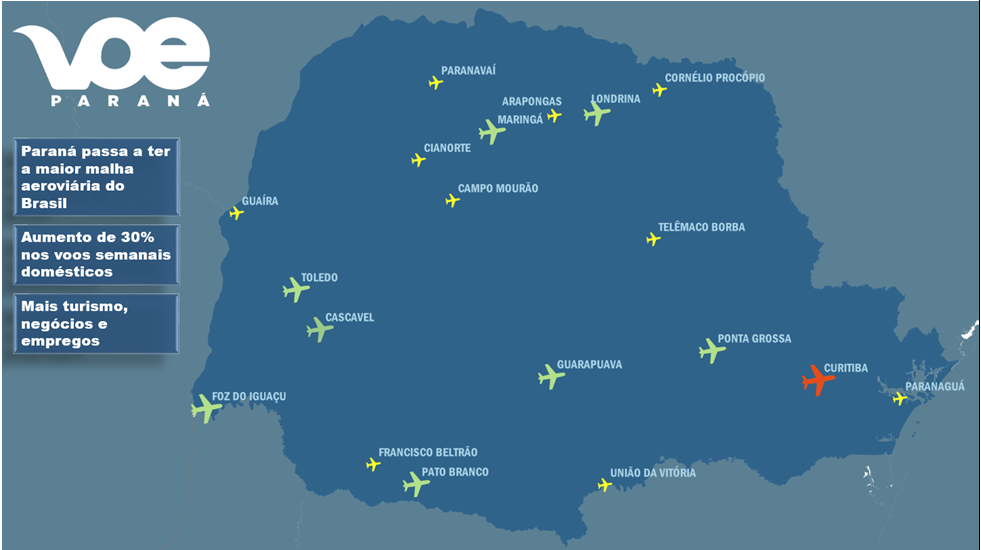 VOE
PARANÁ
Paraná passa a ter
a maior malha
aeroviária do
Brasil
Aumento de 30%
nos voos semanais
domésticos
Mais turismo,
negócios e
empregos
PARANAVAÍ
CORNÉLIO PROCÓPIO
ARAPONGAS
LONDRINA
MARINGÁ
CIANORTE
CAMPO MOURÃO
GUAÍRA
TELÊMACO BORBA
TOLEDO
CASCAVEL
PONTA GROSSA
GUARAPUAVA
CURITIBA
PARANAGUÁ
FOZ DO IGUAÇU
FRANCISCO BELTRÃO
PATO BRANCO
UNIÃO DA VITÓRIA